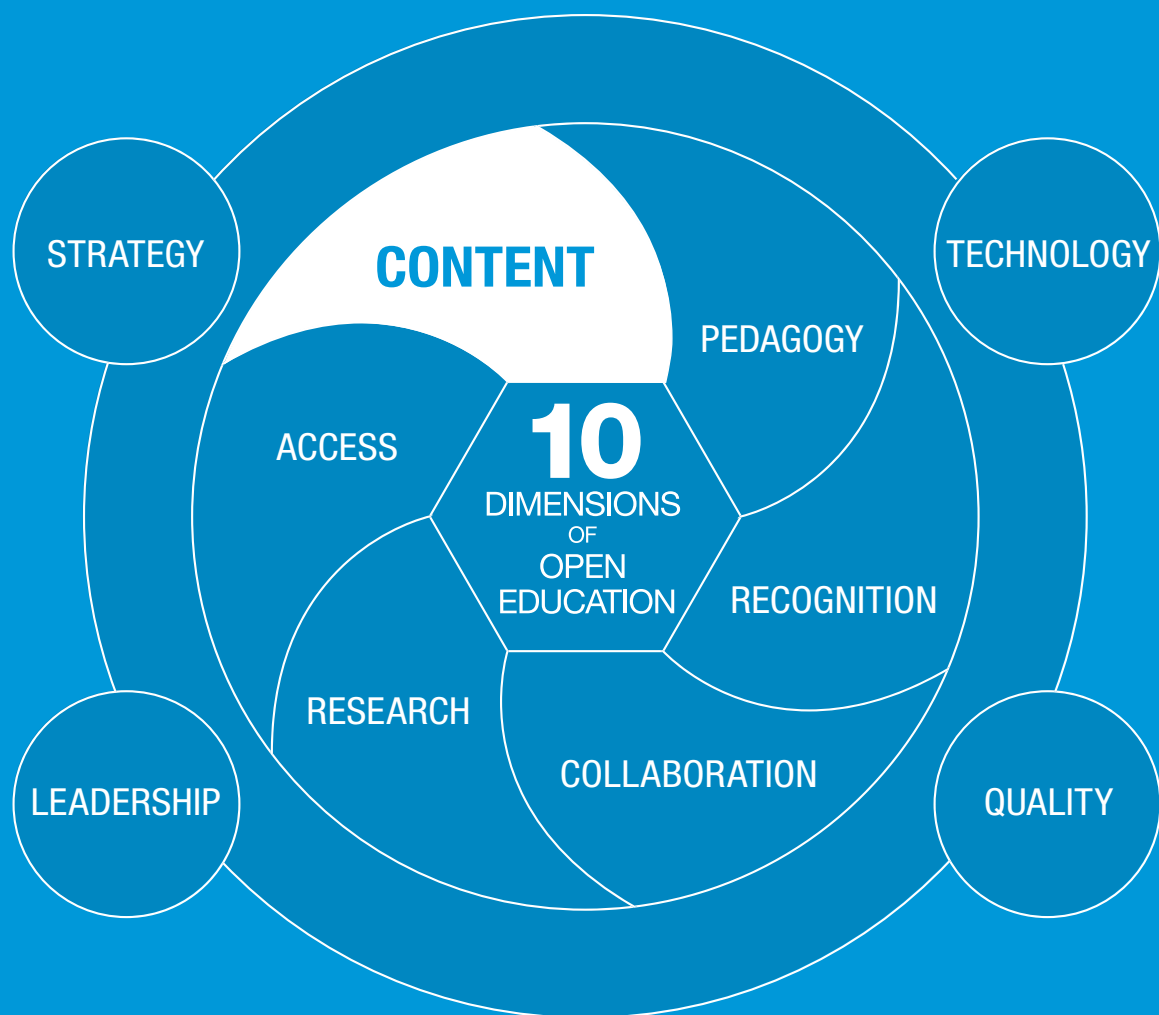 STRATEGY
TECHNOLOGY
CONTENT
PEDAGOGY
ACCESS
10
DIMENSIONS
OF
OPEN
EDUCATION
RECOGNITION
RESEARCH
COLLABORATION
LEADERSHIP
QUALITY